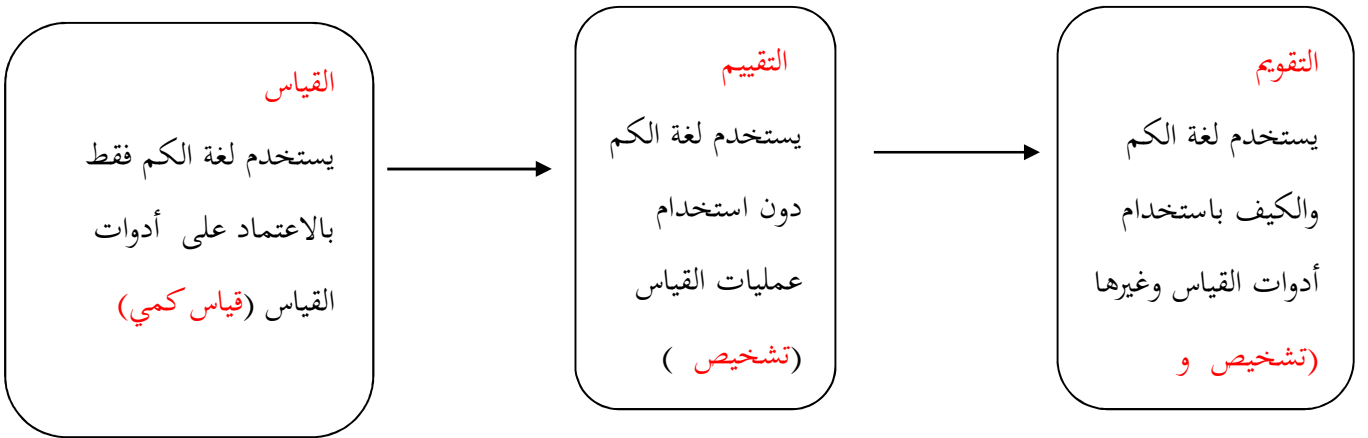 القياس
يستخدم لغة الكم فقط
بالاعتماد على أدوات
القياس (قياس كمي)
التقييم
يستخدم لغة الكم
دون استخدام
عمليات القياس
(تشخيص )
التقويم
يستخدم لغة الكم
والكيف باستخدام
أدوات القياس وغيرها
(تشخيص و